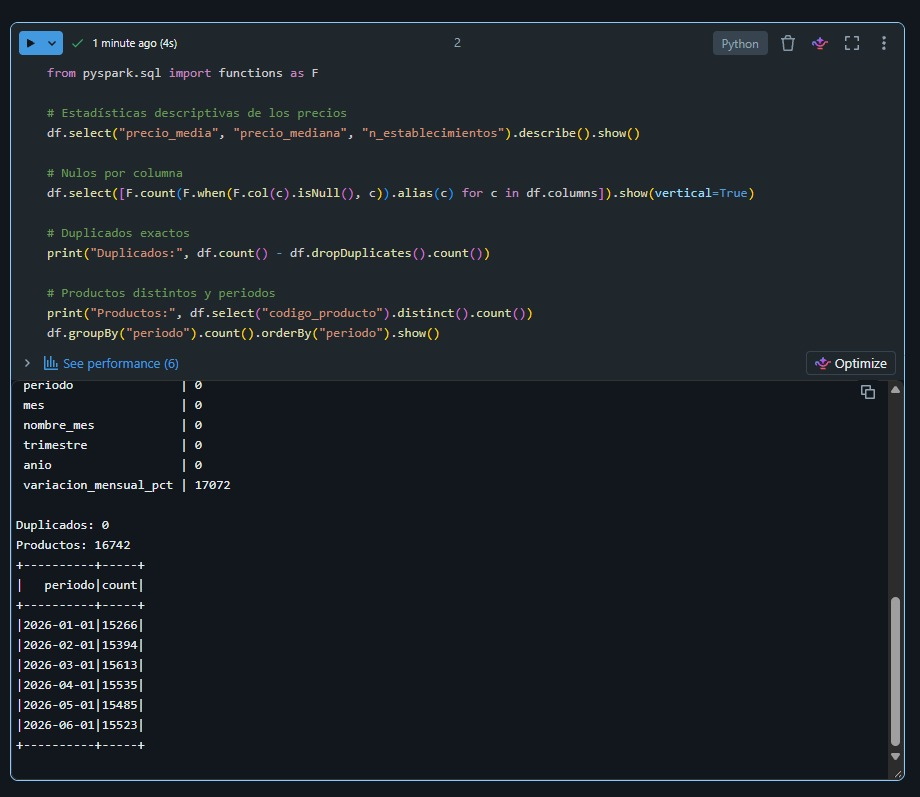 1 minute ago (4s)
2
Python
from pyspark.sql import functions as F
# Estadísticas descriptivas de los precios
df.select("precio_media", "precio_mediana", "n_establecimientos").describe().show()
# Nulos por columna
df.select([F.count(F.when(F.col(c).isNull(), c)).alias(c) for c in df.columns]).show(vertical=True)
# Duplicados exactos
print("Duplicados:", df.count() - df.dropDuplicates().count())
# Productos distintos y periodos
print("Productos:", df.select("codigo_producto").distinct().count())
df.groupBy("periodo").count().orderBy("periodo").show()
See performance (6)
Optimize
periodo | 0
mes | 0
nombre_mes | 0
trimestre | 0
anio | 0
variacion_mensual_pct | 17072
Duplicados: 0
Productos: 16742
+----------+-----+
|   periodo|count|
+----------+-----+
|2026-01-01|15266|
|2026-02-01|15394|
|2026-03-01|15613|
|2026-04-01|15535|
|2026-05-01|15485|
|2026-06-01|15523|
+----------+-----+